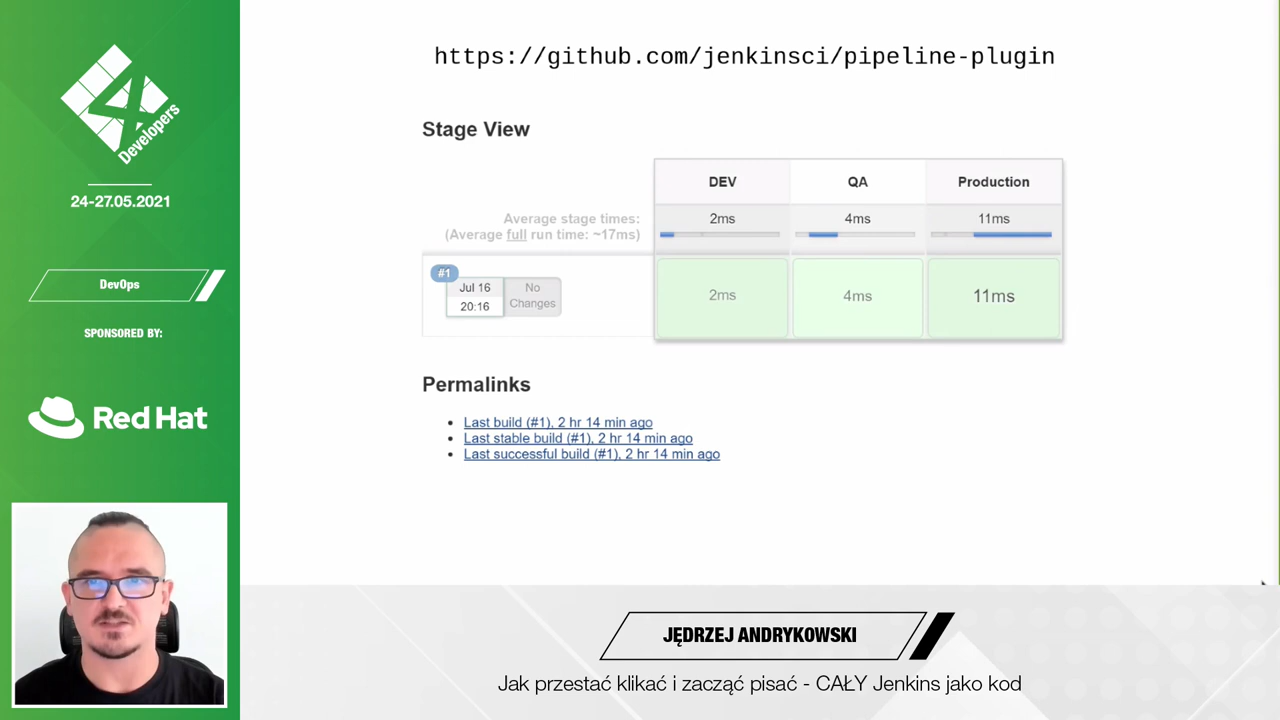 4
Developers
24-27.05.2021
DevOps
SPONSORED BY:
Red Hat
https://github.com/jenkinsci/pipeline-plugin
Stage View
DEV QA Production
Average stage times: 2ms 4ms 11ms
(Average full run time: ~17ms)
#1
Jul 16 No 2ms 4ms 11ms
20:16 Changes
Permalinks
Last build (#1), 2 hr 14 min ago
Last stable build (#1), 2 hr 14 min ago
Last successful build (#1), 2 hr 14 min ago
JĘDRZEJ ANDRYKOWSKI
Jak przestać klikać i zacząć pisać - CAŁY Jenkins jako kod